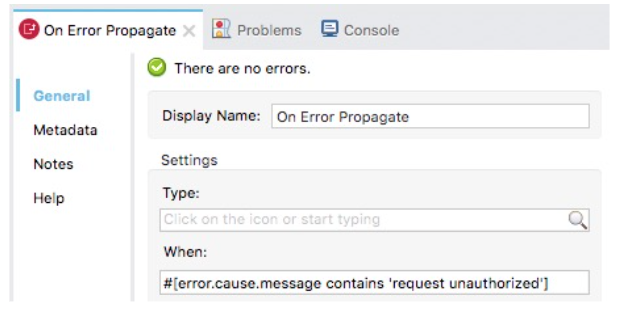 On Error Propagate Problems Console
There are no errors.
General
Display Name: On Error Propagate
Metadata
Notes
Settings
Help
Type:
Click on the icon or start typing
When:
#[error.cause.message contains 'request unauthorized']